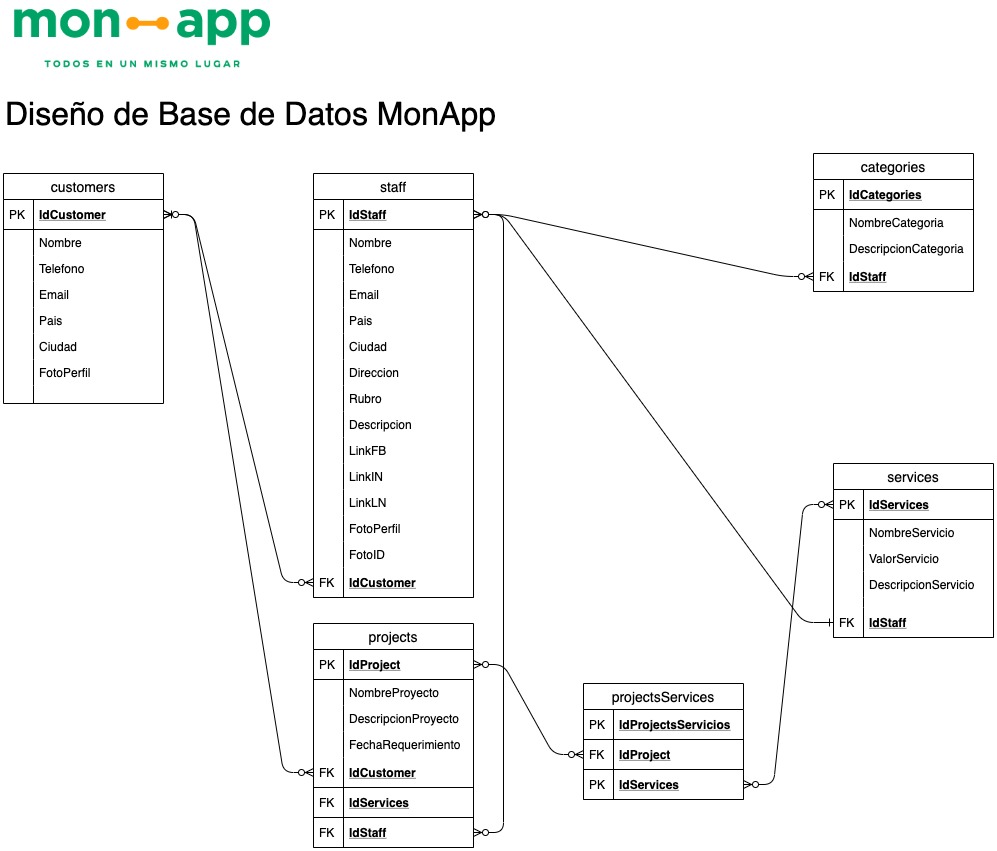 mon app
TODOS EN UN MISMO LUGAR
Diseño de Base de Datos MonApp
customers
PK IdCustomer
Nombre
Telefono
Email
Pais
Ciudad
FotoPerfil
staff
PK IdStaff
Nombre
Telefono
Email
Pais
Ciudad
Direccion
Rubro
Descripcion
LinkFB
LinkIN
LinkLN
FotoPerfil
FotoID
FK IdCustomer
categories
PK IdCategories
NombreCategoria
DescripcionCategoria
FK IdStaff
services
PK IdServices
NombreServicio
ValorServicio
DescripcionServicio
FK IdStaff
projects
PK IdProject
NombreProyecto
DescripcionProyecto
FechaRequerimiento
FK IdCustomer
FK IdServices
FK IdStaff
projectsServices
PK IdProjectsServicios
FK IdProject
PK IdServices